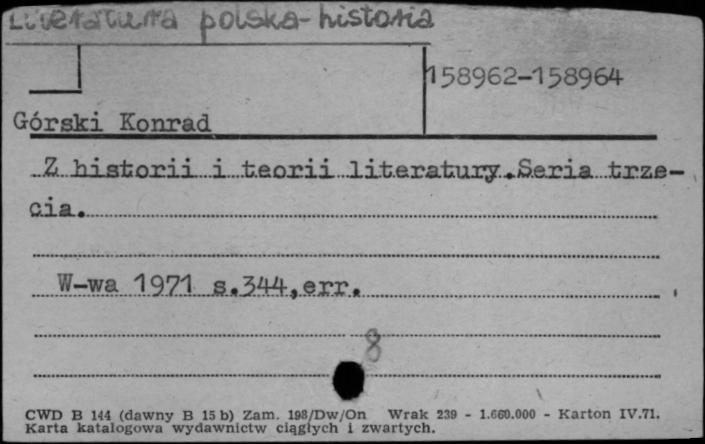 Literatura polska-historia
158962-158964
Górski Konrad
Z historii i teorii literatury.Seria trze-
cia.
W-wa 1971 s.344,err.
8
CWD B 144 (dawny B 15 b) Zam. 198/Dw/On Wrak 239 - 1.660.000 - Karton IV.71.
Karta katalogowa wydawnictw ciągłych i zwartych.